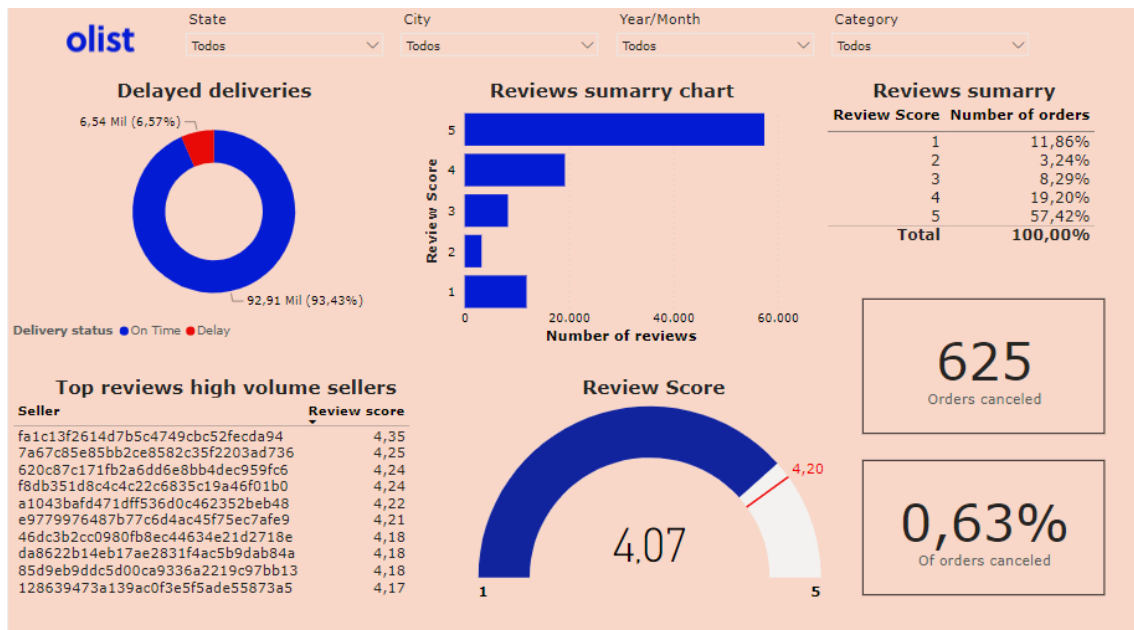 olist
State
Todos
City
Todos
Year/Month
Todos
Category
Todos
Delayed deliveries
6,54 Mil (6,57%)
92,91 Mil (93,43%)
Delivery status On Time Delay
Reviews sumarry chart
Review Score
5
4
3
2
1
0 20.000 40.000 60.000
Number of reviews
Reviews sumarry
Review Score Number of orders
1 11,86%
2 3,24%
3 8,29%
4 19,20%
5 57,42%
Total 100,00%
Top reviews high volume sellers
Seller Review score
fa1c13f2614d7b5c4749cbc52fecda94 4,35
7a67c85e85bb2ce8582c35f2203ad736 4,25
620c87c171fb2a6dd6e8bb4dec959fc6 4,24
f8db351d8c4c4c22c6835c19a46f01b0 4,24
a1043bafd471dff536d0c462352beb48 4,22
e9779976487b77c6d4ac45f75ec7afe9 4,21
46dc3b2cc0980fb8ec44634e21d2718e 4,18
da8622b14eb17ae2831f4ac5b9dab84a 4,18
85d9eb9ddc5d00ca9336a2219c97bb13 4,18
128639473a139ac0f3e5f5ade55873a5 4,17
Review Score
4,20
4,07
1 5
625
Orders canceled
0,63%
Of orders canceled